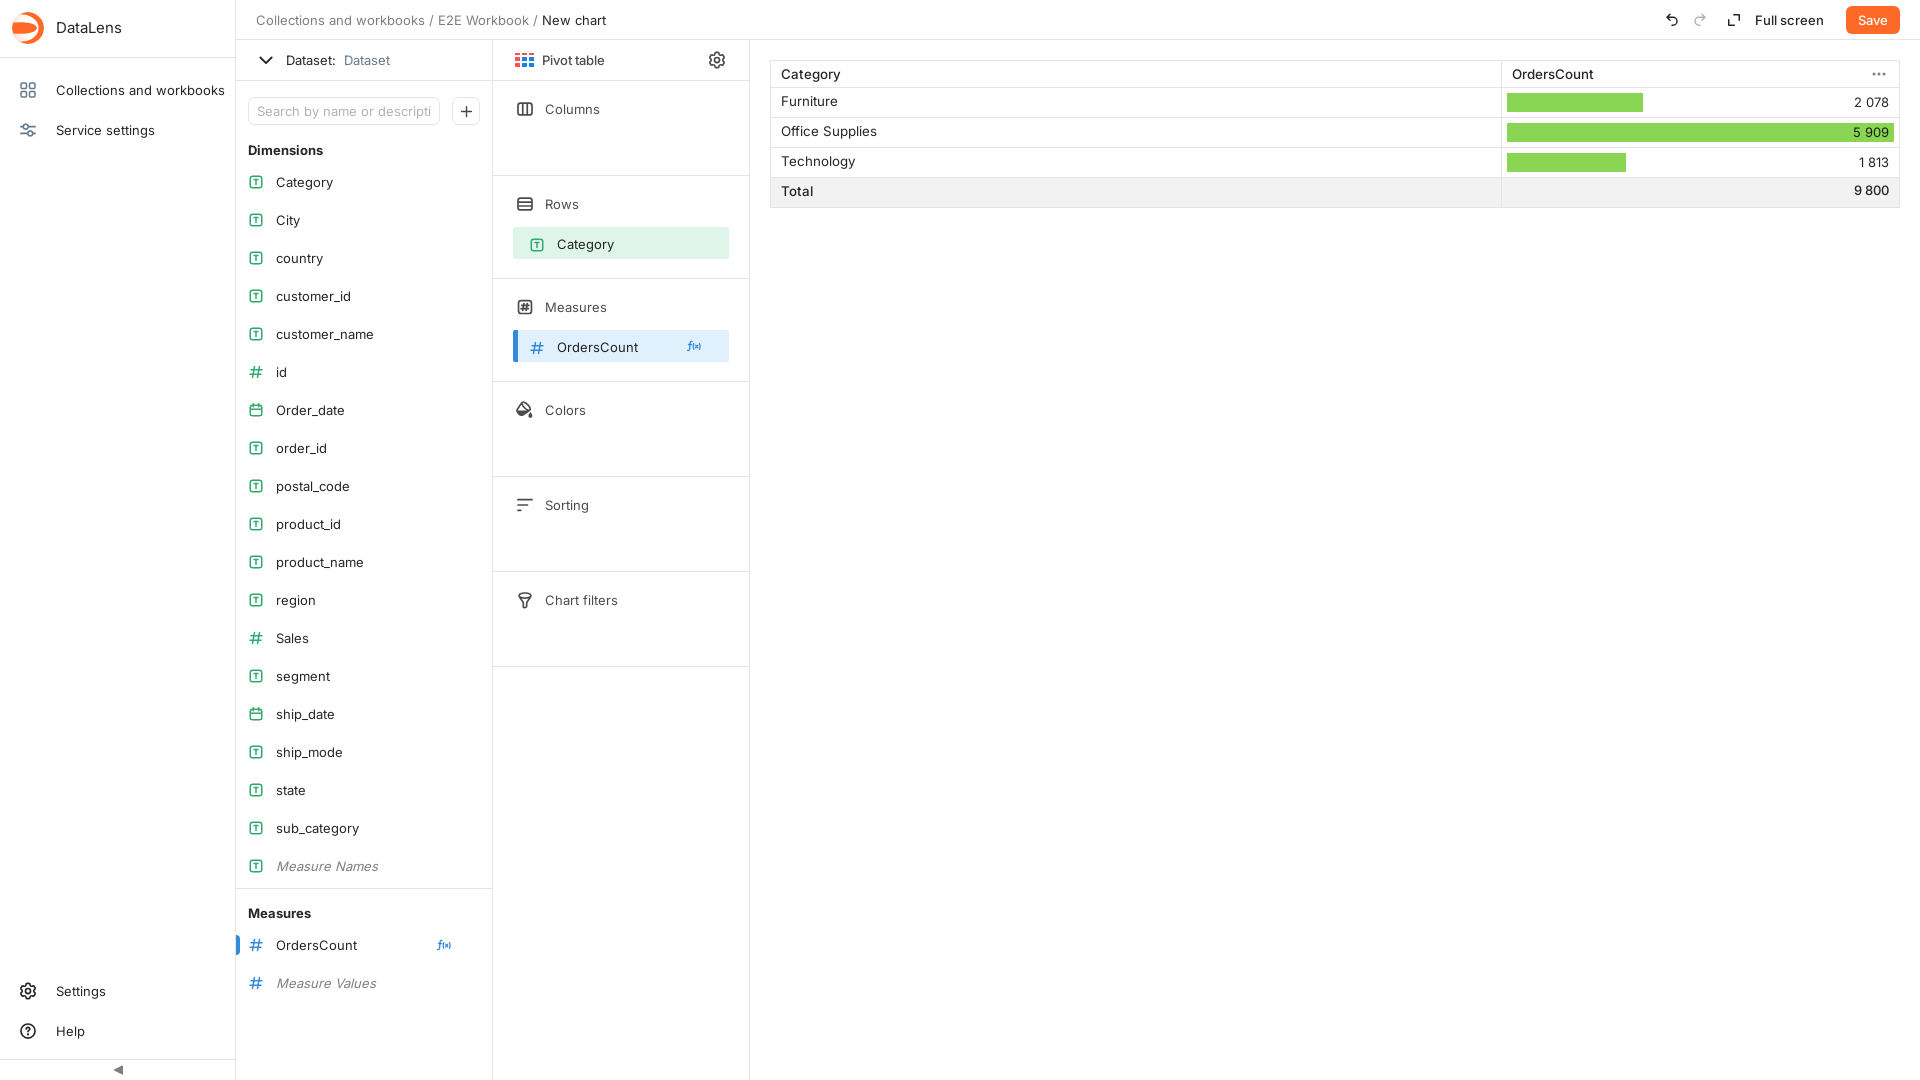 DataLens
Collections and workbooks
Service settings
Settings
Help
Collections and workbooks / E2E Workbook / New chart
Full screen
Save
Dataset: Dataset
Search by name or descripti
Dimensions
Category
City
country
customer_id
customer_name
id
Order_date
order_id
postal_code
product_id
product_name
region
Sales
segment
ship_date
ship_mode
state
sub_category
Measure Names
Measures
OrdersCount f(x)
Measure Values
Pivot table
Columns
Rows
Category
Measures
OrdersCount f(x)
Colors
Sorting
Chart filters
Category OrdersCount
Furniture 2 078
Office Supplies 5 909
Technology 1 813
Total 9 800